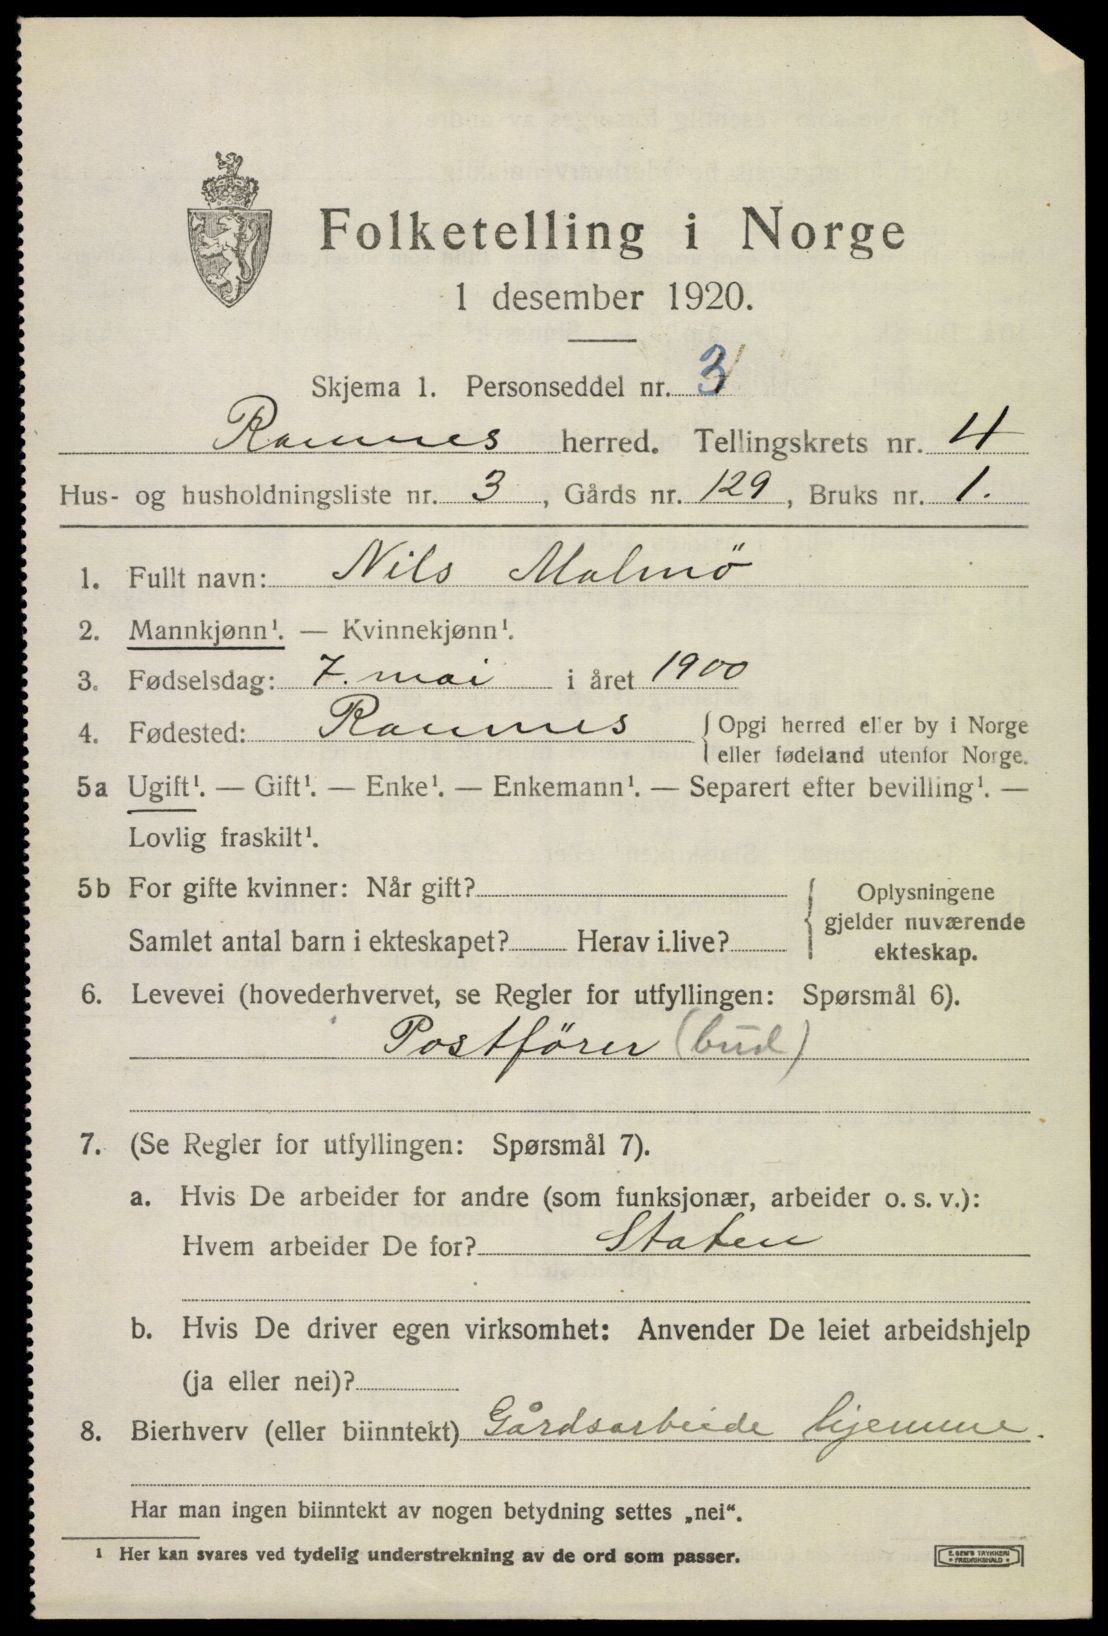 Folketelling i Norge
1 desember 1920.
Skjema 1. Personseddel nr. 3
Ramnes herred. Tellingskrets nr. 4
Hus- og husholdningsliste nr. 3, Gårds nr. 129, Bruks nr. 1.
1. Fullt navn: Nils Malmö
2. Mannkjønn¹. — Kvinnekjønn¹.
3. Fødselsdag: 7. mai i året 1900
4. Fødested: Ramnes { Opgi herred eller by i Norge
eller fødeland utenfor Norge.
5a Ugift¹. — Gift¹. — Enke¹. — Enkemann¹. — Separert efter bevilling¹. —
Lovlig fraskilt¹.
5b For gifte kvinner: Når gift? { Oplysningene
gjelder nuværende
Samlet antal barn i ekteskapet? Herav i live?
ekteskap.
6. Levevei (hovederhvervet, se Regler for utfyllingen: Spørsmål 6).
Postförer (bud)
7. (Se Regler for utfyllingen: Spørsmål 7).
a. Hvis De arbeider for andre (som funksjonær, arbeider o. s. v.):
Hvem arbeider De for? Staten
b. Hvis De driver egen virksomhet: Anvender De leiet arbeidshjelp
(ja eller nei)?
8. Bierhverv (eller biinntekt) Gårdsarbeide hjemme.
Har man ingen biinntekt av nogen betydning settes „nei“.
¹ Her kan svares ved tydelig understrekning av de ord som passer.
E. SEM'S TRYKKERI
• FREDRIKSHALD •